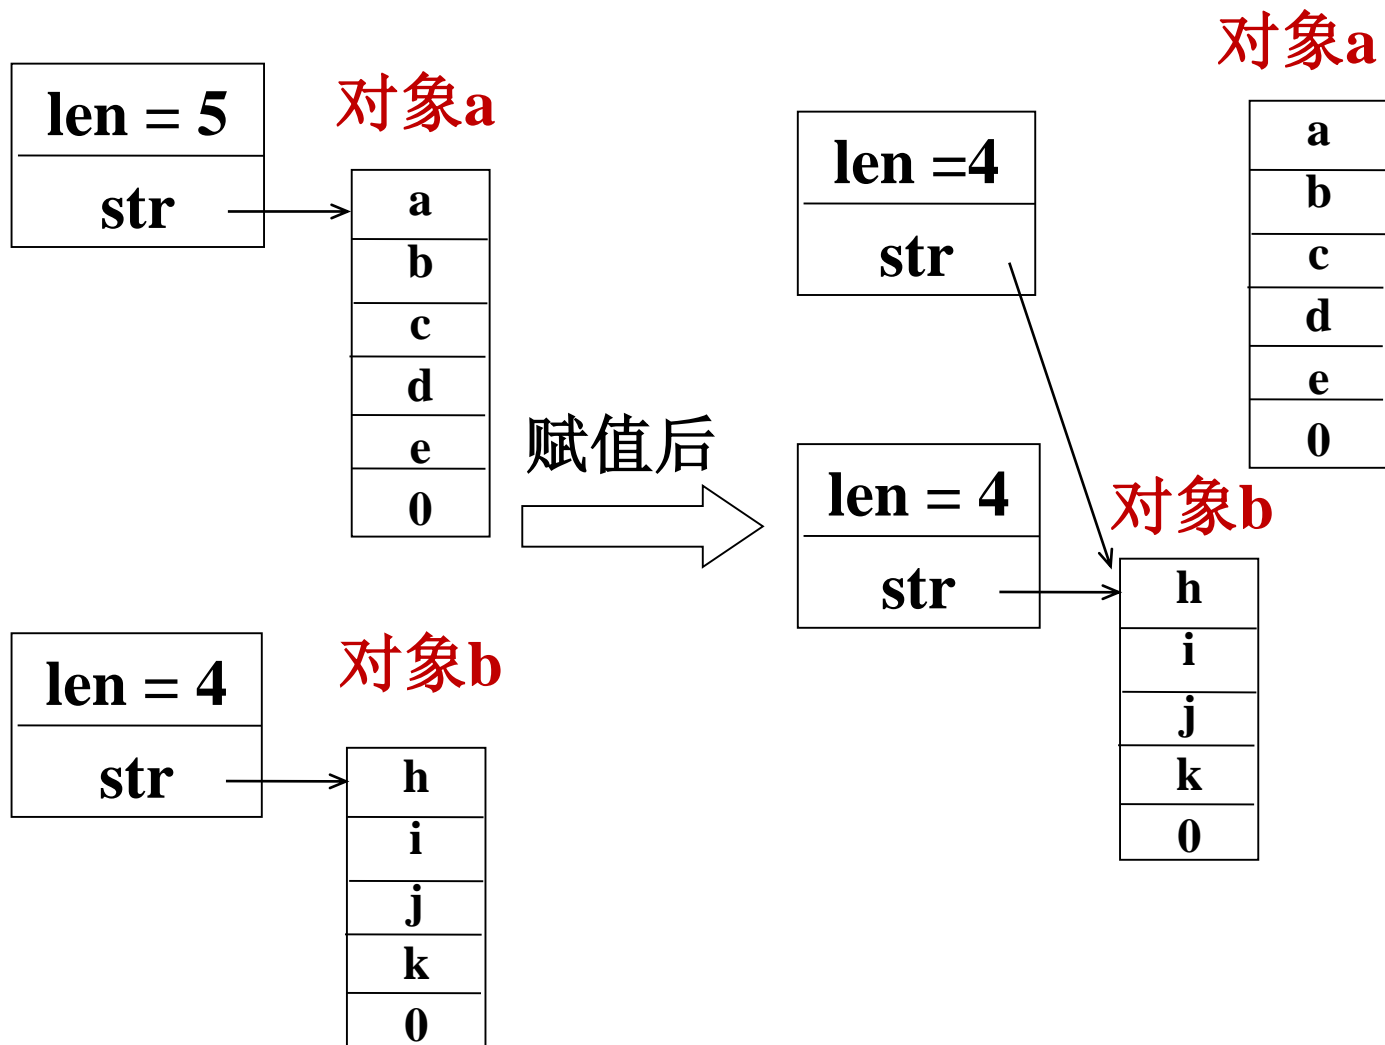 对象a
len = 5
str
a
b
c
d
e
0
对象b
len = 4
str
h
i
j
k
0
赋值后
对象a
len =4
str
a
b
c
d
e
0
对象b
len = 4
str
h
i
j
k
0